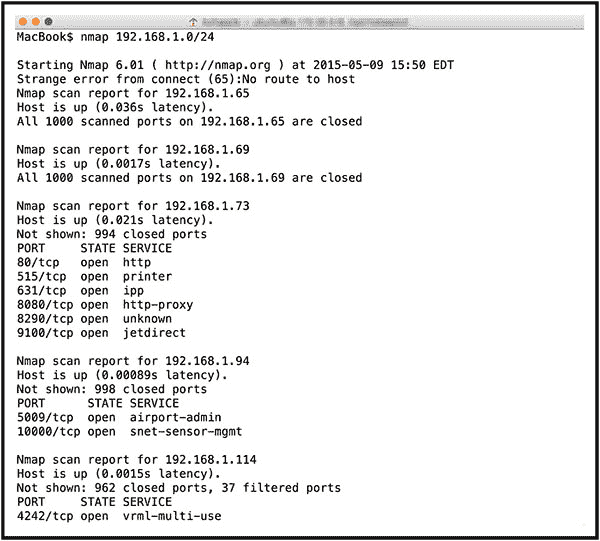 MacBook$ nmap 192.168.1.0/24
Starting Nmap 6.01 ( http://nmap.org ) at 2015-05-09 15:50 EDT
Strange error from connect (65):No route to host
Nmap scan report for 192.168.1.65
Host is up (0.036s latency).
All 1000 scanned ports on 192.168.1.65 are closed
Nmap scan report for 192.168.1.69
Host is up (0.0017s latency).
All 1000 scanned ports on 192.168.1.69 are closed
Nmap scan report for 192.168.1.73
Host is up (0.021s latency).
Not shown: 994 closed ports
PORT STATE SERVICE
80/tcp open http
515/tcp open printer
631/tcp open ipp
8080/tcp open http-proxy
8290/tcp open unknown
9100/tcp open jetdirect
Nmap scan report for 192.168.1.94
Host is up (0.00089s latency).
Not shown: 998 closed ports
PORT STATE SERVICE
5009/tcp open airport-admin
10000/tcp open snet-sensor-mgmt
Nmap scan report for 192.168.1.114
Host is up (0.0015s latency).
Not shown: 962 closed ports, 37 filtered ports
PORT STATE SERVICE
4242/tcp open vrml-multi-use